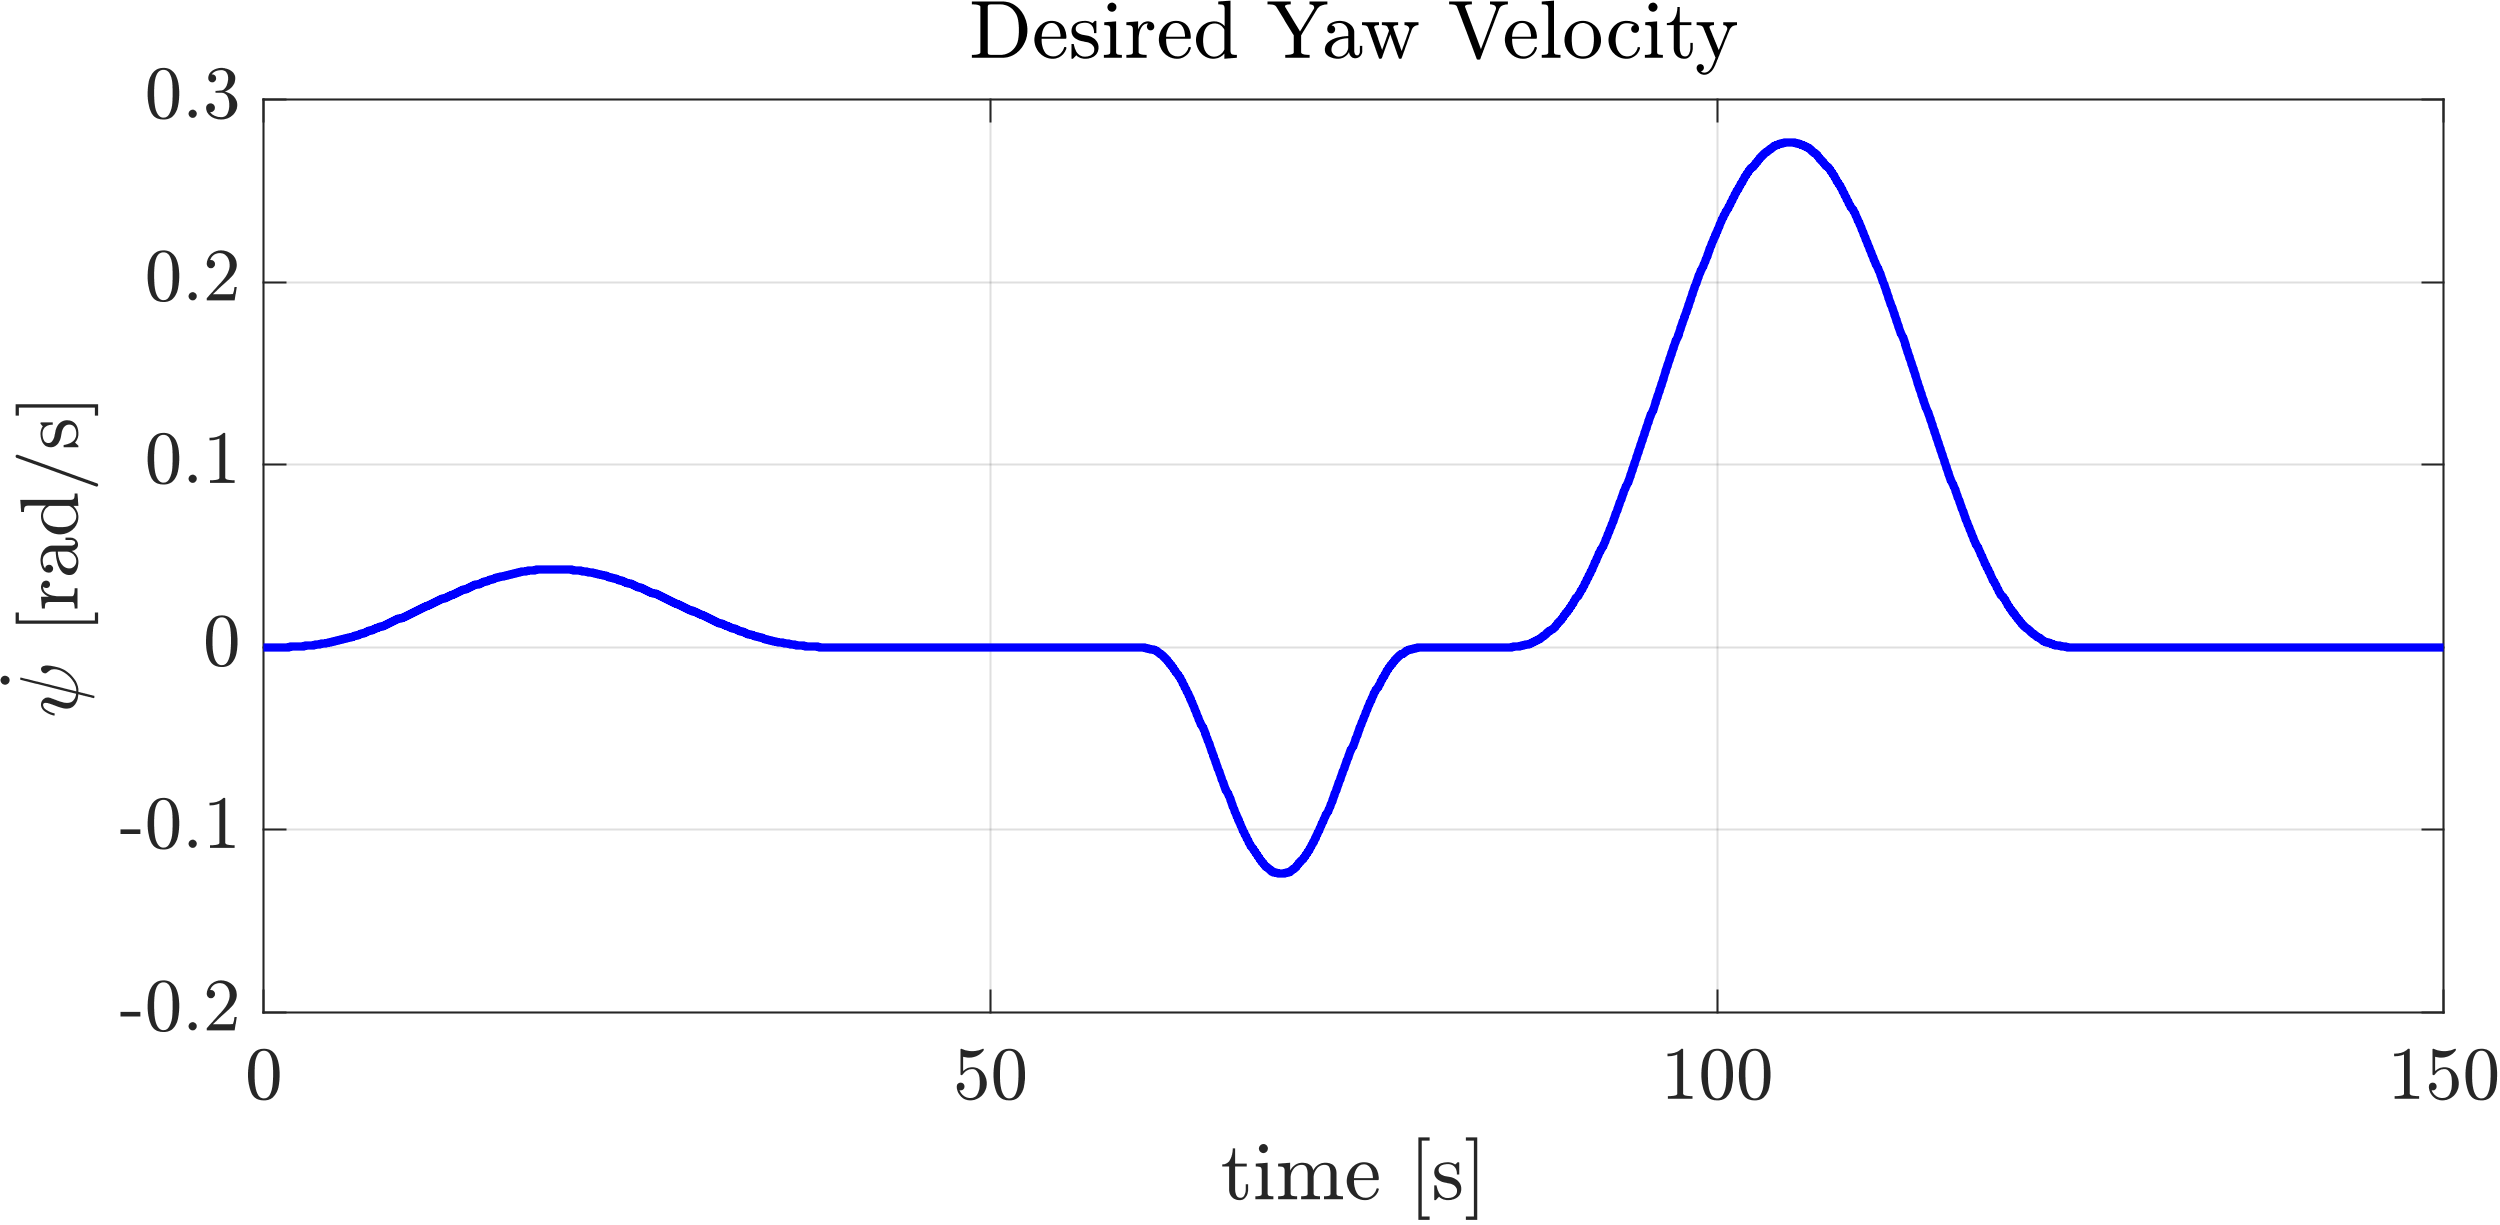 Desired Yaw Velocity
0.3
0.2
0.1
0
-0.1
-0.2
ψ̇ [rad/s]
0 50 100 150
time [s]